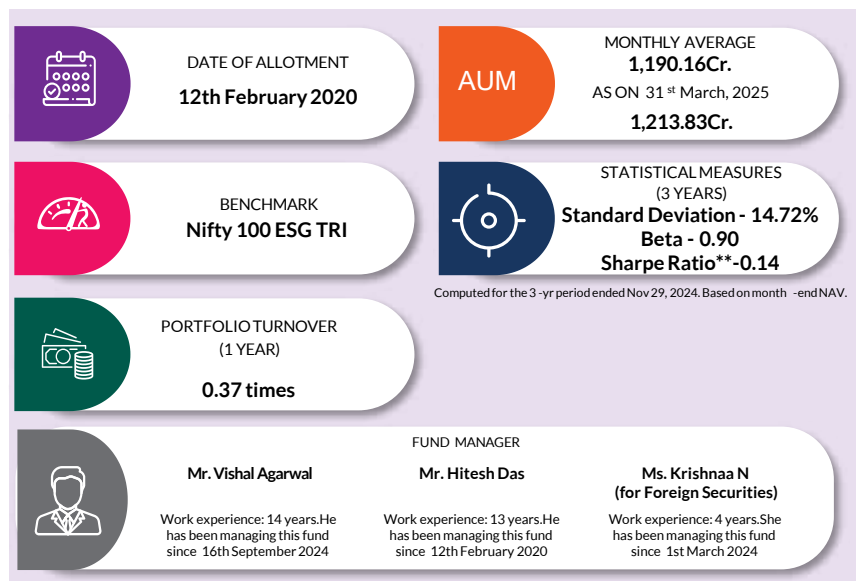 DATE OF ALLOTMENT
12th February 2020
AUM
MONTHLY AVERAGE
1,190.16Cr.
AS ON 31 st March, 2025
1,213.83Cr.
BENCHMARK
Nifty 100 ESG TRI
STATISTICAL MEASURES
(3 YEARS)
Standard Deviation - 14.72%
Beta - 0.90
Sharpe Ratio**-0.14
Computed for the 3 -yr period ended Nov 29, 2024. Based on month -end NAV.
PORTFOLIO TURNOVER
(1 YEAR)
0.37 times
FUND MANAGER
Mr. Vishal Agarwal
Work experience: 14 years.He
has been managing this fund
since 16th September 2024
Mr. Hitesh Das
Work experience: 13 years.He
has been managing this fund
since 12th February 2020
Ms. Krishnaa N
(for Foreign Securities)
Work experience: 4 years.She
has been managing this fund
since 1st March 2024